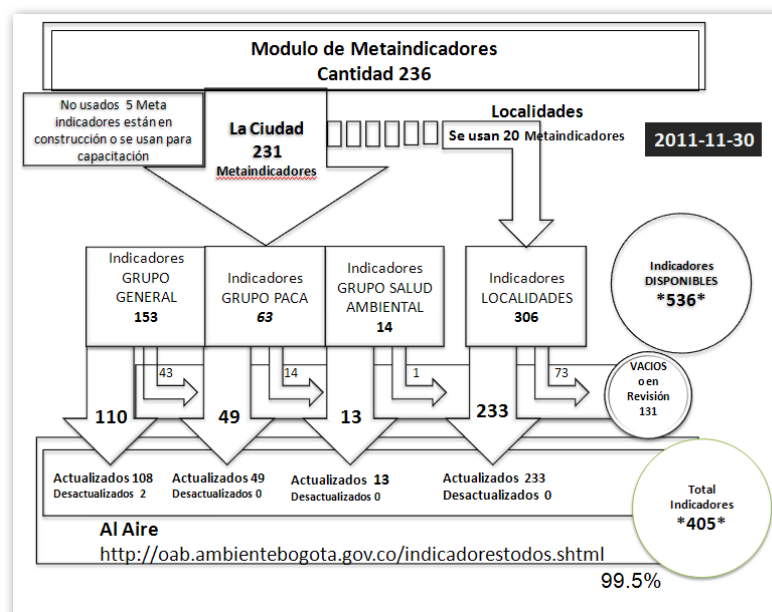 Modulo de Metaindicadores
Cantidad 236
No usados 5 Meta
indicadores están en
construcción o se usan para
capacitación
La Ciudad
231
Metaindicadores
Localidades
Se usan 20 Metaindicadores
2011-11-30
Indicadores
GRUPO
GENERAL
153
Indicadores
GRUPO PACA
63
Indicadores
GRUPO SALUD
AMBIENTAL
14
Indicadores
LOCALIDADES
306
Indicadores
DISPONIBLES
*536*
43
14
1
73
VACIOS
o en
Revisión
131
110
49
13
233
Actualizados 108
Desactualizados 2
Actualizados 49
Desactualizados 0
Actualizados 13
Desactualizados 0
Actualizados 233
Desactualizados 0
Total
Indicadores
*405*
Al Aire
http://oab.ambientebogota.gov.co/indicadorestodos.shtml
99.5%